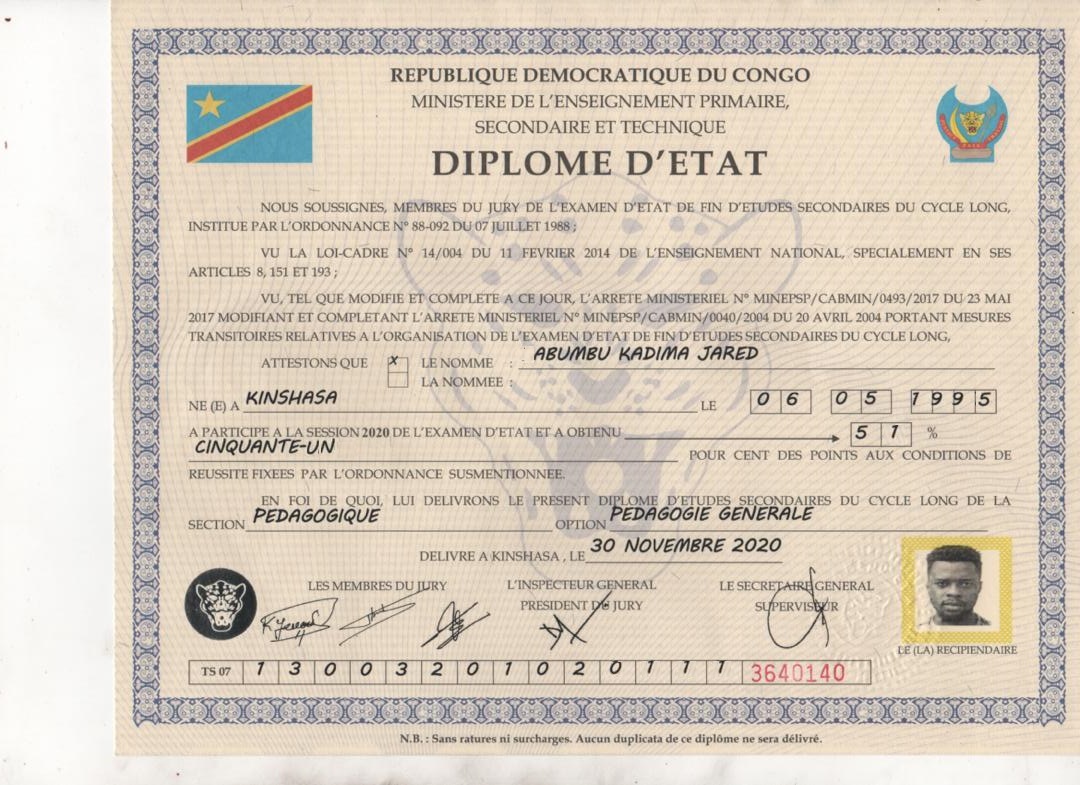 REPUBLIQUE DEMOCRATIQUE DU CONGO
MINISTERE DE L'ENSEIGNEMENT PRIMAIRE,
SECONDAIRE ET TECHNIQUE
DIPLOME D'ETAT
NOUS SOUSSIGNES, MEMBRES DU JURY DE L'EXAMEN D'ETAT DE FIN D'ETUDES SECONDAIRES DU CYCLE LONG,
INSTITUE PAR L'ORDONNANCE N° 88-092 DU 07 JUILLET 1988 ;
VU LA LOI-CADRE N° 14/004 DU 11 FEVRIER 2014 DE L'ENSEIGNEMENT NATIONAL, SPECIALEMENT EN SES
ARTICLES 8, 151 ET 193 ;
VU, TEL QUE MODIFIE ET COMPLETE A CE JOUR, L'ARRETE MINISTERIEL N° MINEPSP/CABMIN/0493/2017 DU 23 MAI
2017 MODIFIANT ET COMPLETANT L'ARRETE MINISTERIEL N° MINEPSP/CABMIN/0040/2004 DU 20 AVRIL 2004 PORTANT MESURES
TRANSITOIRES RELATIVES A L'ORGANISATION DE L'EXAMEN D'ETAT DE FIN D'ETUDES SECONDAIRES DU CYCLE LONG,
ATTESTONS QUE x LE NOMME : ABUMBU KADIMA JARED
LA NOMMEE :
NE (E) A KINSHASA LE 06 05 1995
A PARTICIPE A LA SESSION 2020 DE L'EXAMEN D'ETAT ET A OBTENU 51 %
CINQUANTE-UN POUR CENT DES POINTS AUX CONDITIONS DE
REUSSITE FIXEES PAR L'ORDONNANCE SUSMENTIONNEE.
EN FOI DE QUOI, LUI DELIVRONS LE PRESENT DIPLOME D'ETUDES SECONDAIRES DU CYCLE LONG DE LA
SECTION PEDAGOGIQUE OPTION PEDAGOGIE GENERALE
DELIVRE A KINSHASA , LE 30 NOVEMBRE 2020
LES MEMBRES DU JURY L'INSPECTEUR GENERAL LE SECRETAIRE GENERAL
PRESIDENT DU JURY SUPERVISEUR
LE (LA) RECIPIENDAIRE
TS 07 1 3 0 0 3 2 0 1 0 2 0 1 1 1 3640140
N.B. : Sans ratures ni surcharges. Aucun duplicata de ce diplôme ne sera délivré.